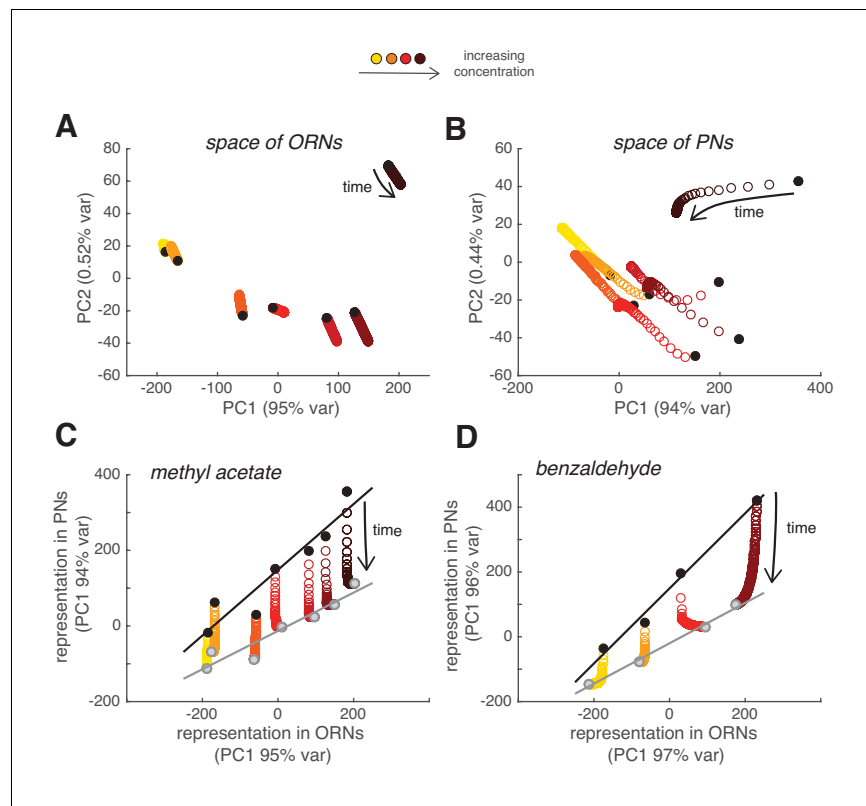 increasing
concentration
A
space of ORNs
80
60
40
20
0
-20
-40
-60
PC2 (0.52% var)
time
-200
-100
0
100
200
PC1 (95% var)
B
space of PNs
80
60
40
20
0
-20
-40
-60
PC2 (0.44% var)
time
-200
0
200
400
PC1 (94% var)
C
methyl acetate
400
200
0
-200
representation in PNs
(PC1 94% var)
time
-200
0
200
representation in ORNs
(PC1 95% var)
D
benzaldehyde
400
200
0
-200
representation in PNs
(PC1 96% var)
time
-200
0
200
representation in ORNs
(PC1 97% var)